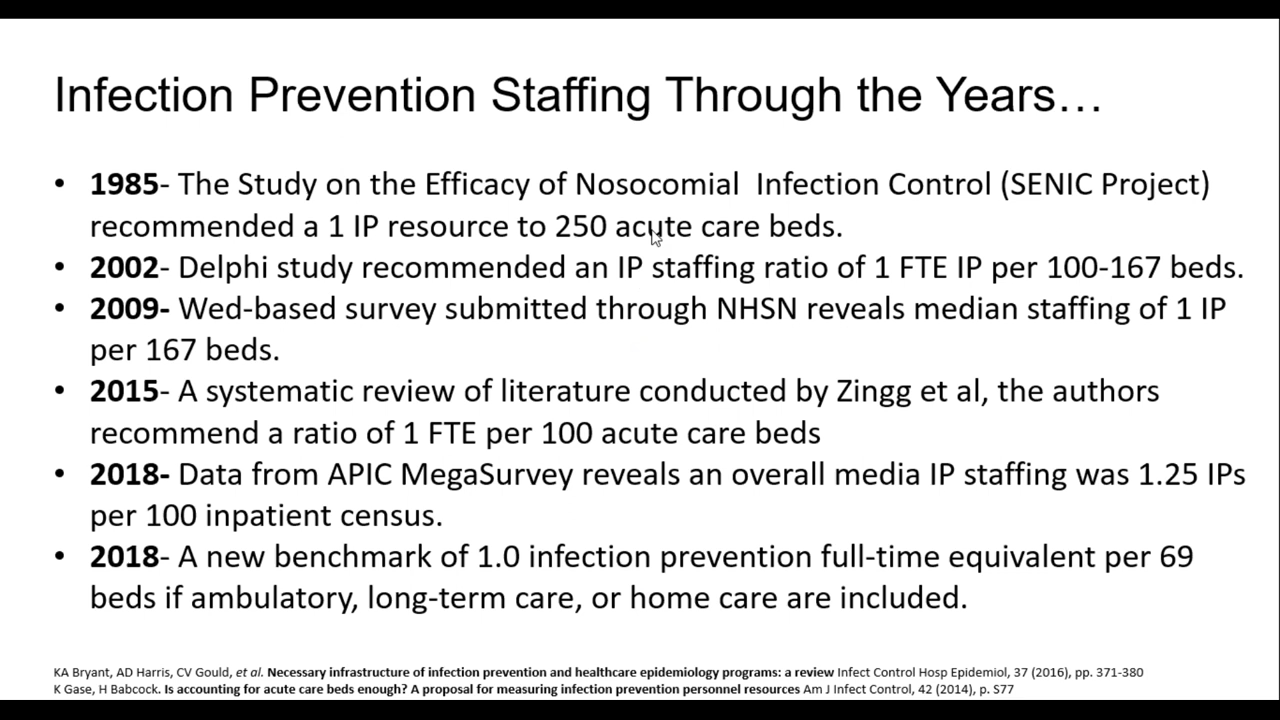 Infection Prevention Staffing Through the Years…
• 1985- The Study on the Efficacy of Nosocomial  Infection Control (SENIC Project)
recommended a 1 IP resource to 250 acute care beds.
• 2002- Delphi study recommended an IP staffing ratio of 1 FTE IP per 100-167 beds.
• 2009- Wed-based survey submitted through NHSN reveals median staffing of 1 IP
per 167 beds.
• 2015- A systematic review of literature conducted by Zingg et al, the authors
recommend a ratio of 1 FTE per 100 acute care beds
• 2018- Data from APIC MegaSurvey reveals an overall media IP staffing was 1.25 IPs
per 100 inpatient census.
• 2018- A new benchmark of 1.0 infection prevention full-time equivalent per 69
beds if ambulatory, long-term care, or home care are included.
KA Bryant, AD Harris, CV Gould, et al. Necessary infrastructure of infection prevention and healthcare epidemiology programs: a review Infect Control Hosp Epidemiol, 37 (2016), pp. 371-380
K Gase, H Babcock. Is accounting for acute care beds enough? A proposal for measuring infection prevention personnel resources Am J Infect Control, 42 (2014), p. S77